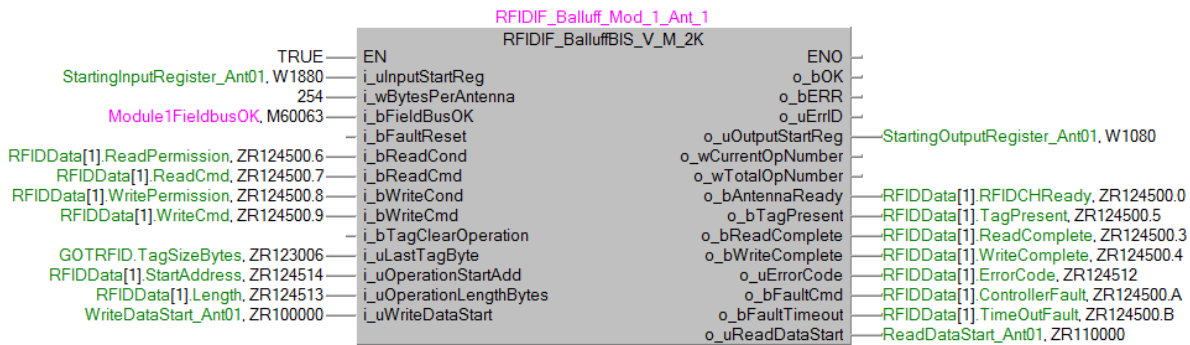 RFIDIF_Balluff_Mod_1_Ant_1
RFIDIF_BalluffBIS_V_M_2K
TRUE EN ENO
StartingInputRegister_Ant01, W1880 i_uInputStartReg o_bOK
254 i_wBytesPerAntenna o_bERR
Module1FieldbusOK, M60063 i_bFieldBusOK o_uErrID
i_bFaultReset o_uOutputStartReg StartingOutputRegister_Ant01, W1080
RFIDData[1].ReadPermission, ZR124500.6 i_bReadCond o_wCurrentOpNumber
RFIDData[1].ReadCmd, ZR124500.7 i_bReadCmd o_wTotalOpNumber
RFIDData[1].WritePermission, ZR124500.8 i_bWriteCond o_bAntennaReady RFIDData[1].RFIDCHReady, ZR124500.0
RFIDData[1].WriteCmd, ZR124500.9 i_bWriteCmd o_bTagPresent RFIDData[1].TagPresent, ZR124500.5
i_bTagClearOperation o_bReadComplete RFIDData[1].ReadComplete, ZR124500.3
GOTRFID.TagSizeBytes, ZR123006 i_uLastTagByte o_bWriteComplete RFIDData[1].WriteComplete, ZR124500.4
RFIDData[1].StartAddress, ZR124514 i_uOperationStartAdd o_uErrorCode RFIDData[1].ErrorCode, ZR124512
RFIDData[1].Length, ZR124513 i_uOperationLengthBytes o_bFaultCmd RFIDData[1].ControllerFault, ZR124500.A
WriteDataStart_Ant01, ZR100000 i_uWriteDataStart o_bFaultTimeout RFIDData[1].TimeOutFault, ZR124500.B
o_uReadDataStart ReadDataStart_Ant01, ZR110000